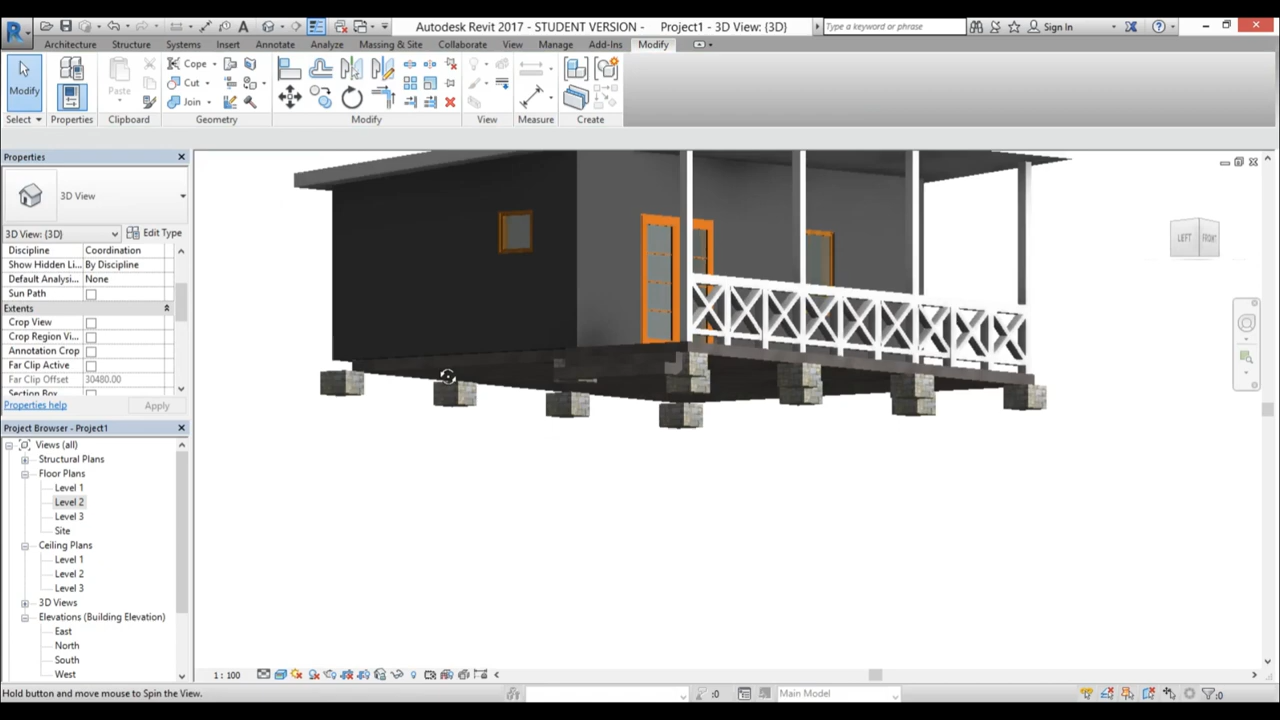 Autodesk Revit 2017 - STUDENT VERSION - Project1 - 3D View: {3D}
Type a keyword or phrase
Sign In
Architecture Structure Systems Insert Annotate Analyze Massing & Site Collaborate View Manage Add-Ins Modify
Modify
Paste
Cope
Cut
Join
Select Properties Clipboard Geometry Modify View Measure Create
Properties
3D View
3D View: {3D}
Edit Type
Discipline Coordination
Show Hidden Li... By Discipline
Default Analysi... None
Sun Path
Extents
Crop View
Crop Region Vi...
Annotation Crop
Far Clip Active
Far Clip Offset 30480.00
Section Box
Properties help
Apply
Project Browser - Project1
Views (all)
Structural Plans
Floor Plans
Level 1
Level 2
Level 3
Site
Ceiling Plans
Level 1
Level 2
Level 3
3D Views
Elevations (Building Elevation)
East
North
South
West
LEFT
FRONT
1 : 100
Hold button and move mouse to Spin the View.
:0
Main Model
:0